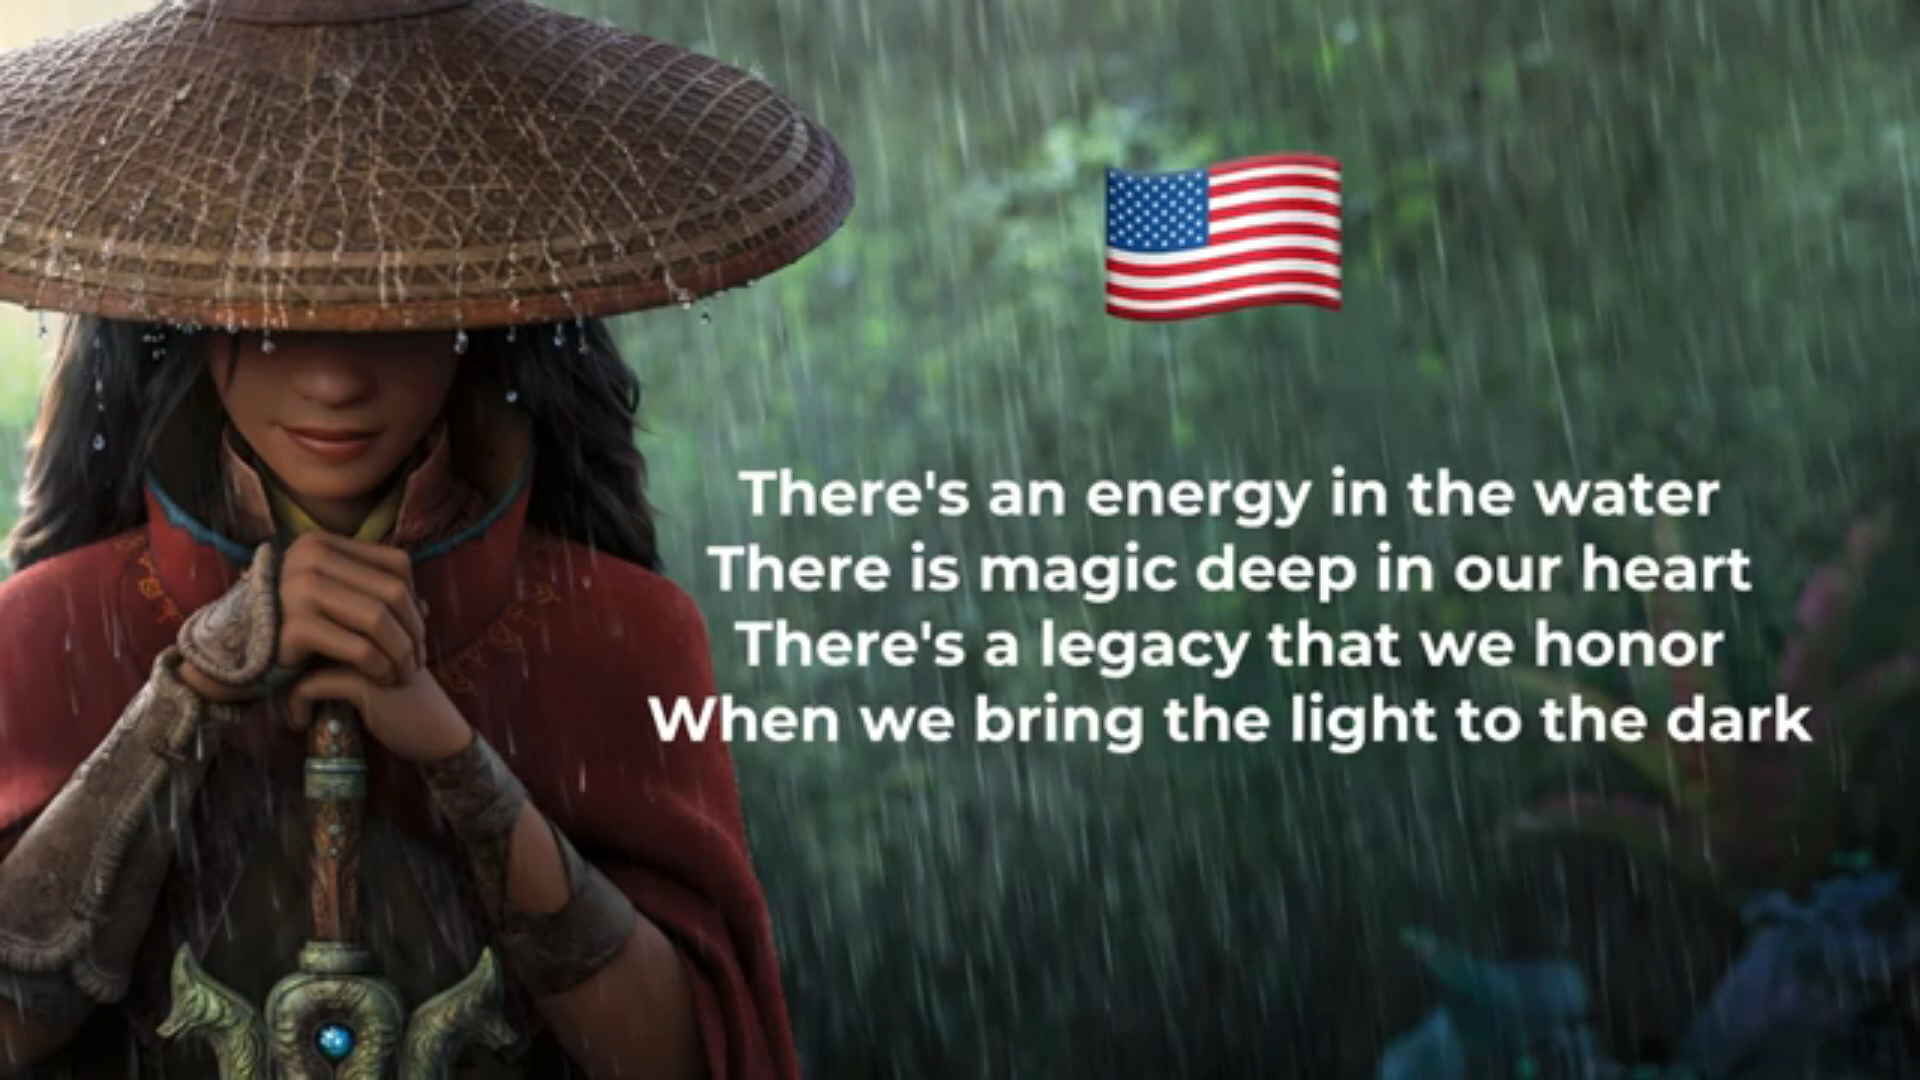 There's an energy in the water
There is magic deep in our heart
There's a legacy that we honor
When we bring the light to the dark